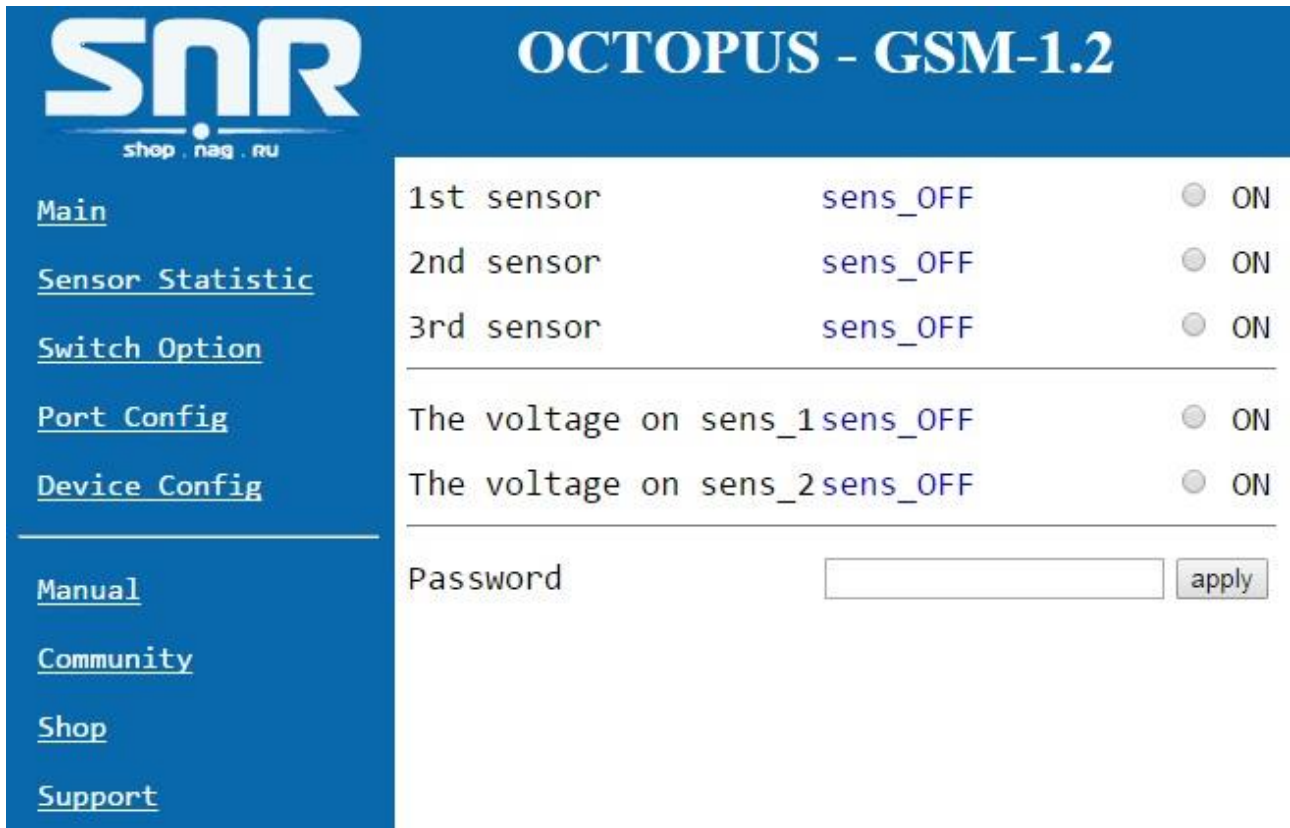 SNR
shop.nag.RU
OCTOPUS - GSM-1.2
Main
Sensor Statistic
Switch Option
Port Config
Device Config
Manual
Community
Shop
Support
1st sensor sens_OFF ON
2nd sensor sens_OFF ON
3rd sensor sens_OFF ON
The voltage on sens_1 sens_OFF ON
The voltage on sens_2 sens_OFF ON
Password apply